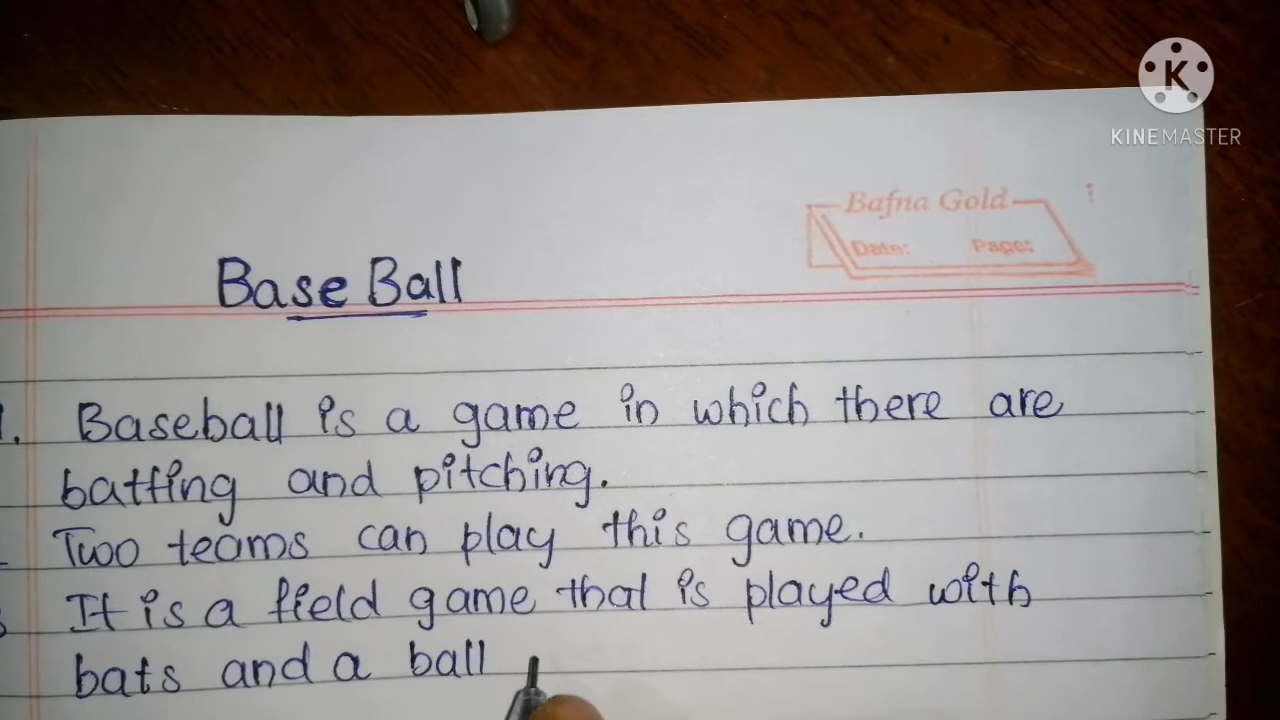 KINEMASTER
Bafna Gold
Date: Page:
Base Ball
1. Baseball is a game in which there are
batting and pitching.
Two teams can play this game.
It is a field game that is played with
bats and a ball